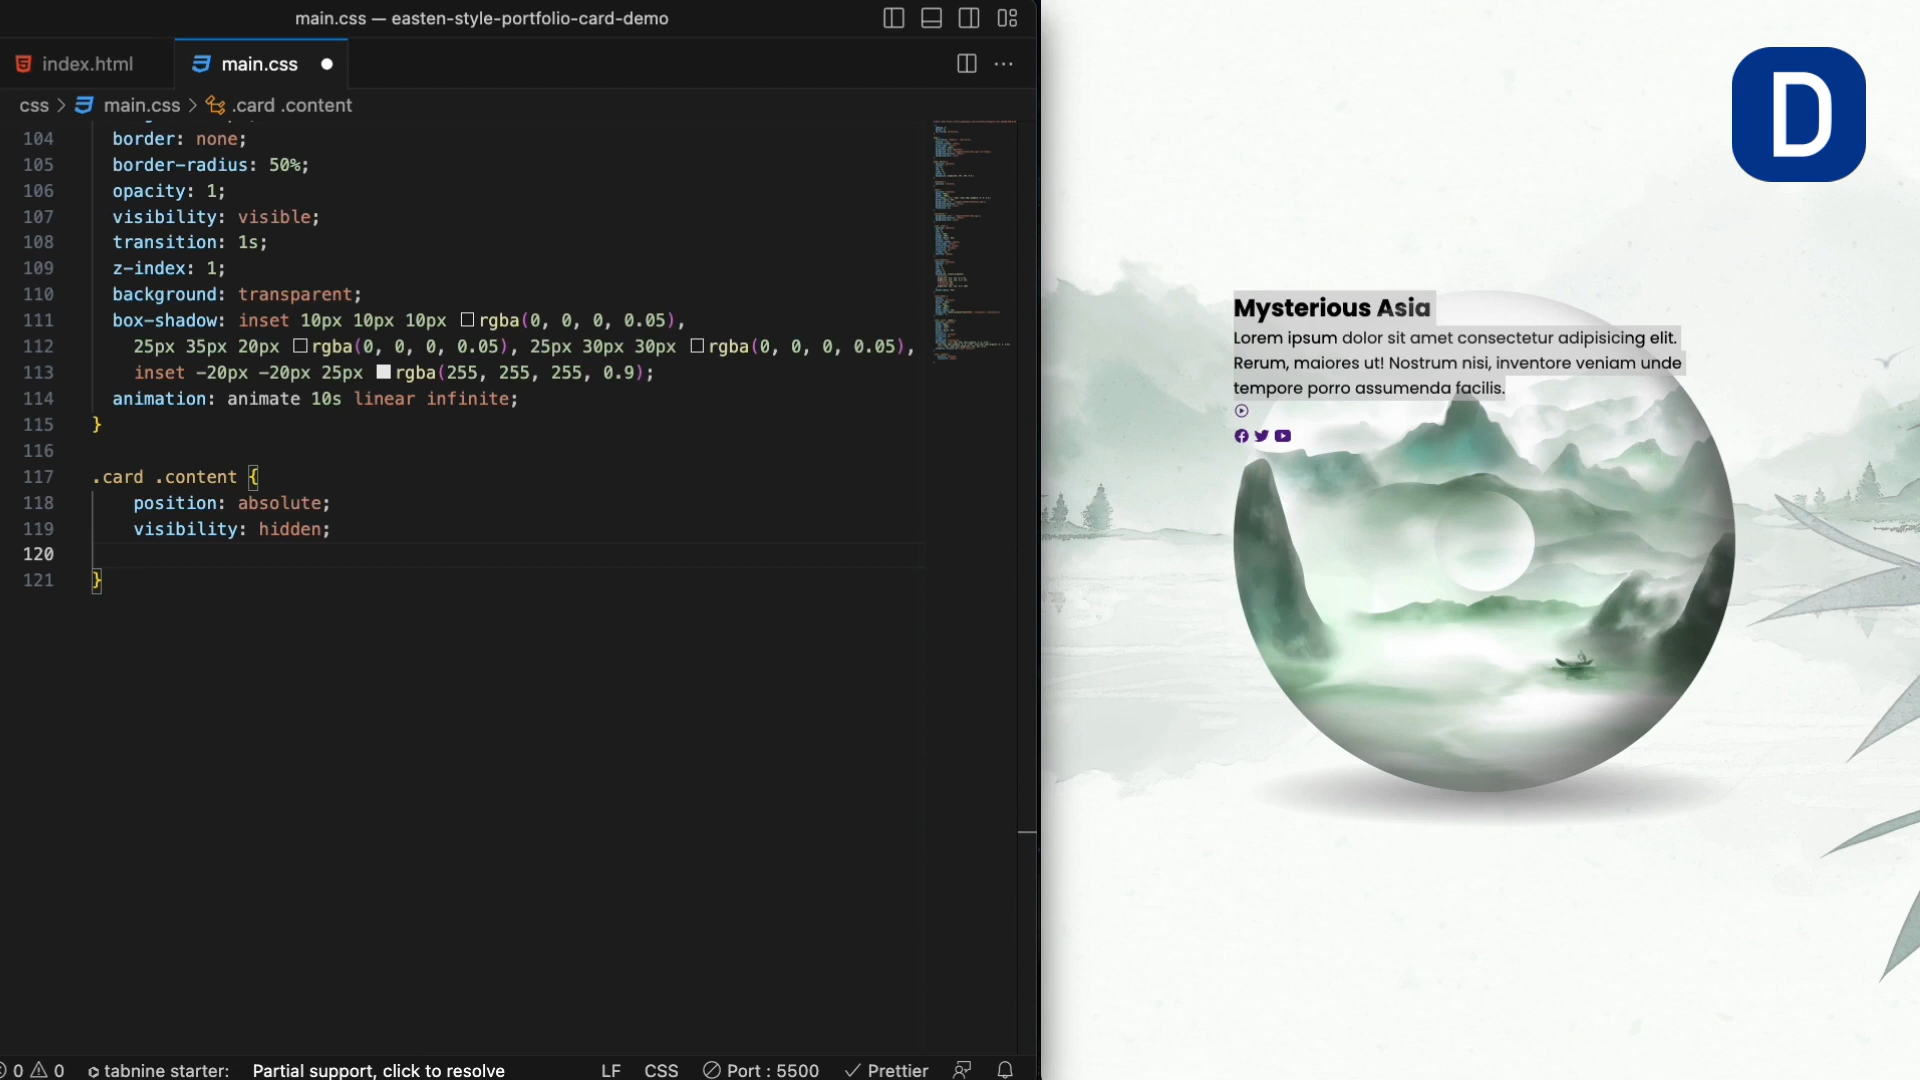 main.css — easten-style-portfolio-card-demo
index.html
main.css
css > main.css > .card .content
104 border: none;
105 border-radius: 50%;
106 opacity: 1;
107 visibility: visible;
108 transition: 1s;
109 z-index: 1;
110 background: transparent;
111 box-shadow: inset 10px 10px 10px rgba(0, 0, 0, 0.05),
112 25px 35px 20px rgba(0, 0, 0, 0.05), 25px 30px 30px rgba(0, 0, 0, 0.05),
113 inset -20px -20px 25px rgba(255, 255, 255, 0.9);
114 animation: animate 10s linear infinite;
115 }
116
117 .card .content {
118 position: absolute;
119 visibility: hidden;
120
121 }
0 0 tabnine starter: Partial support, click to resolve LF CSS Port : 5500 Prettier
D
Mysterious Asia
Lorem ipsum dolor sit amet consectetur adipisicing elit.
Rerum, maiores ut! Nostrum nisi, inventore veniam unde
tempore porro assumenda facilis.